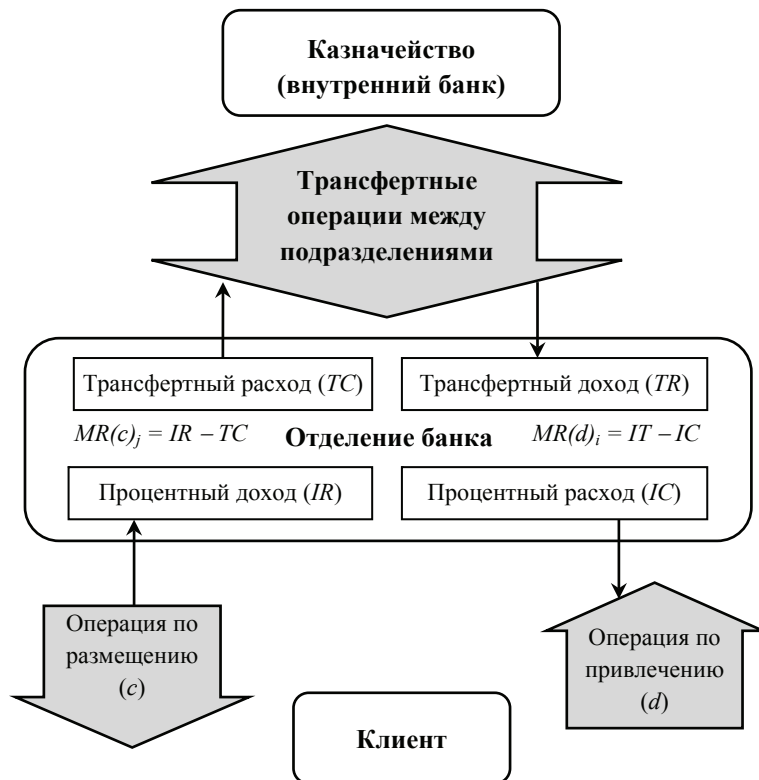 Казначейство
(внутренний банк)
Трансфертные
операции между
подразделениями
Трансфертный расход (TC)
Трансфертный доход (TR)
MR(c)j = IR – TC
Отделение банка
MR(d)i = IT – IC
Процентный доход (IR)
Процентный расход (IC)
Операция по
размещению
(c)
Операция по
привлечению
(d)
Клиент